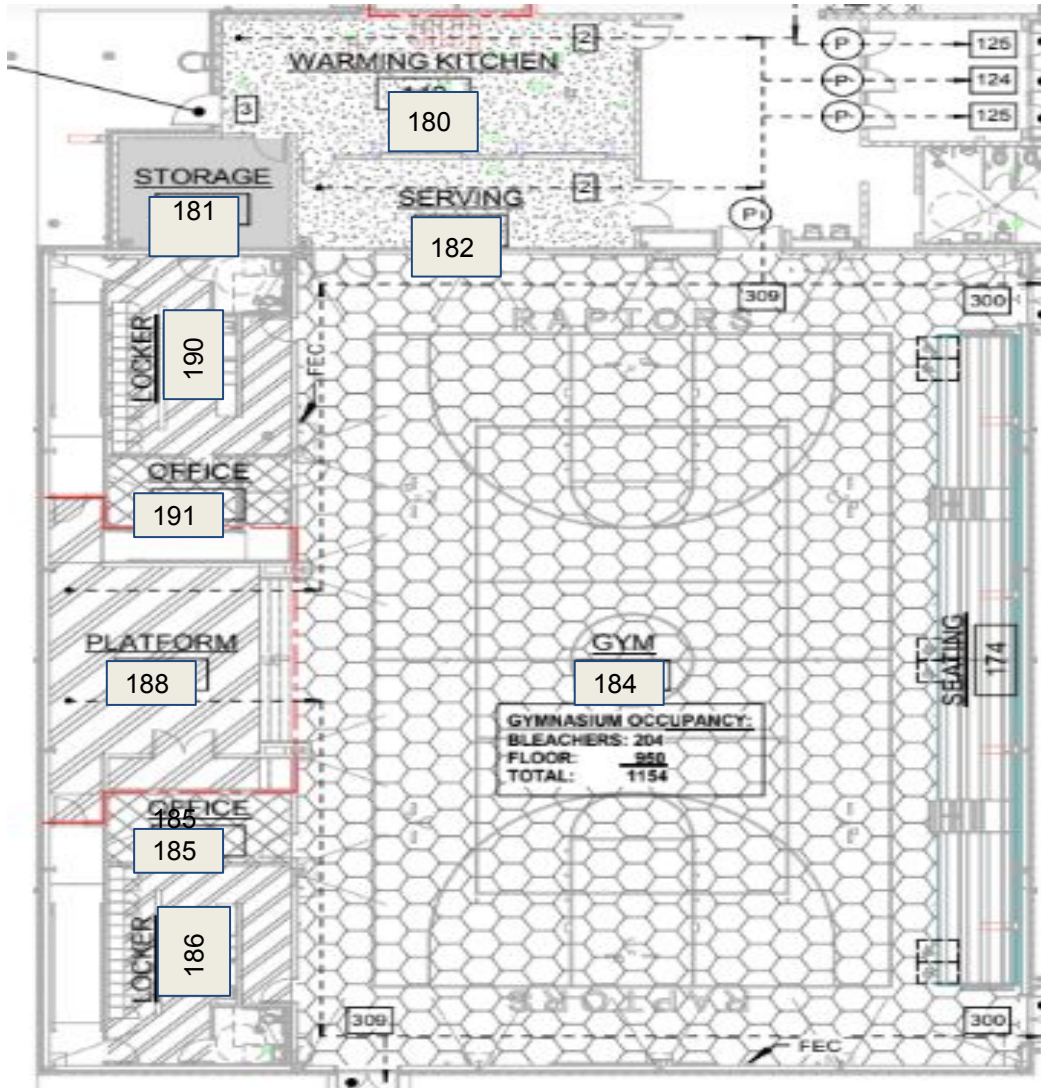 2
P
125
WARMING KITCHEN
P
124
180
3
P
125
STORAGE
181
SERVING
2
P
182
309
300
RAPTORS
LOCKER
190
FEC
OFFICE
191
PLATFORM
188
GYM
184
SEATING
174
GYMNASIUM OCCUPANCY:
BLEACHERS: 204
FLOOR: 950
TOTAL: 1154
OFFICE
185
185
LOCKER
186
RAPTORS
309
300
FEC